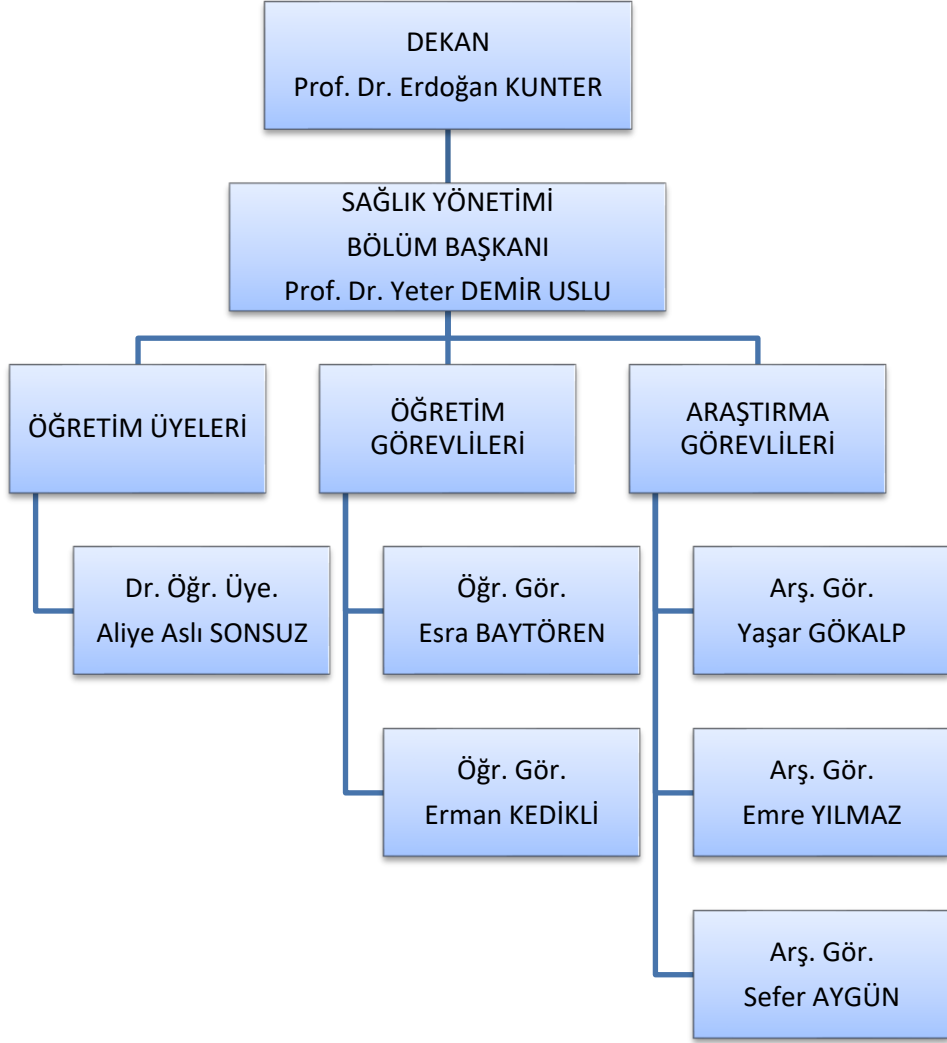 DEKAN
Prof. Dr. Erdoğan KUNTER
SAĞLIK YÖNETİMİ
BÖLÜM BAŞKANI
Prof. Dr. Yeter DEMİR USLU
ÖĞRETİM ÜYELERİ
Dr. Öğr. Üye.
Aliye Aslı SONSUZ
ÖĞRETİM
GÖREVLİLERİ
Öğr. Gör.
Esra BAYTÖREN
Öğr. Gör.
Erman KEDİKLİ
ARAŞTIRMA
GÖREVLİLERİ
Arş. Gör.
Yaşar GÖKALP
Arş. Gör.
Emre YILMAZ
Arş. Gör.
Sefer AYGÜN